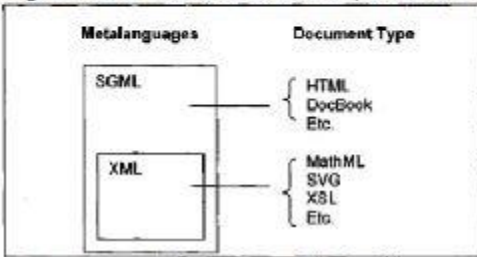 Metalanguages Document Type
SGML
HTML
DocBook
Etc.
XML
MathML
SVG
XSL
Etc.